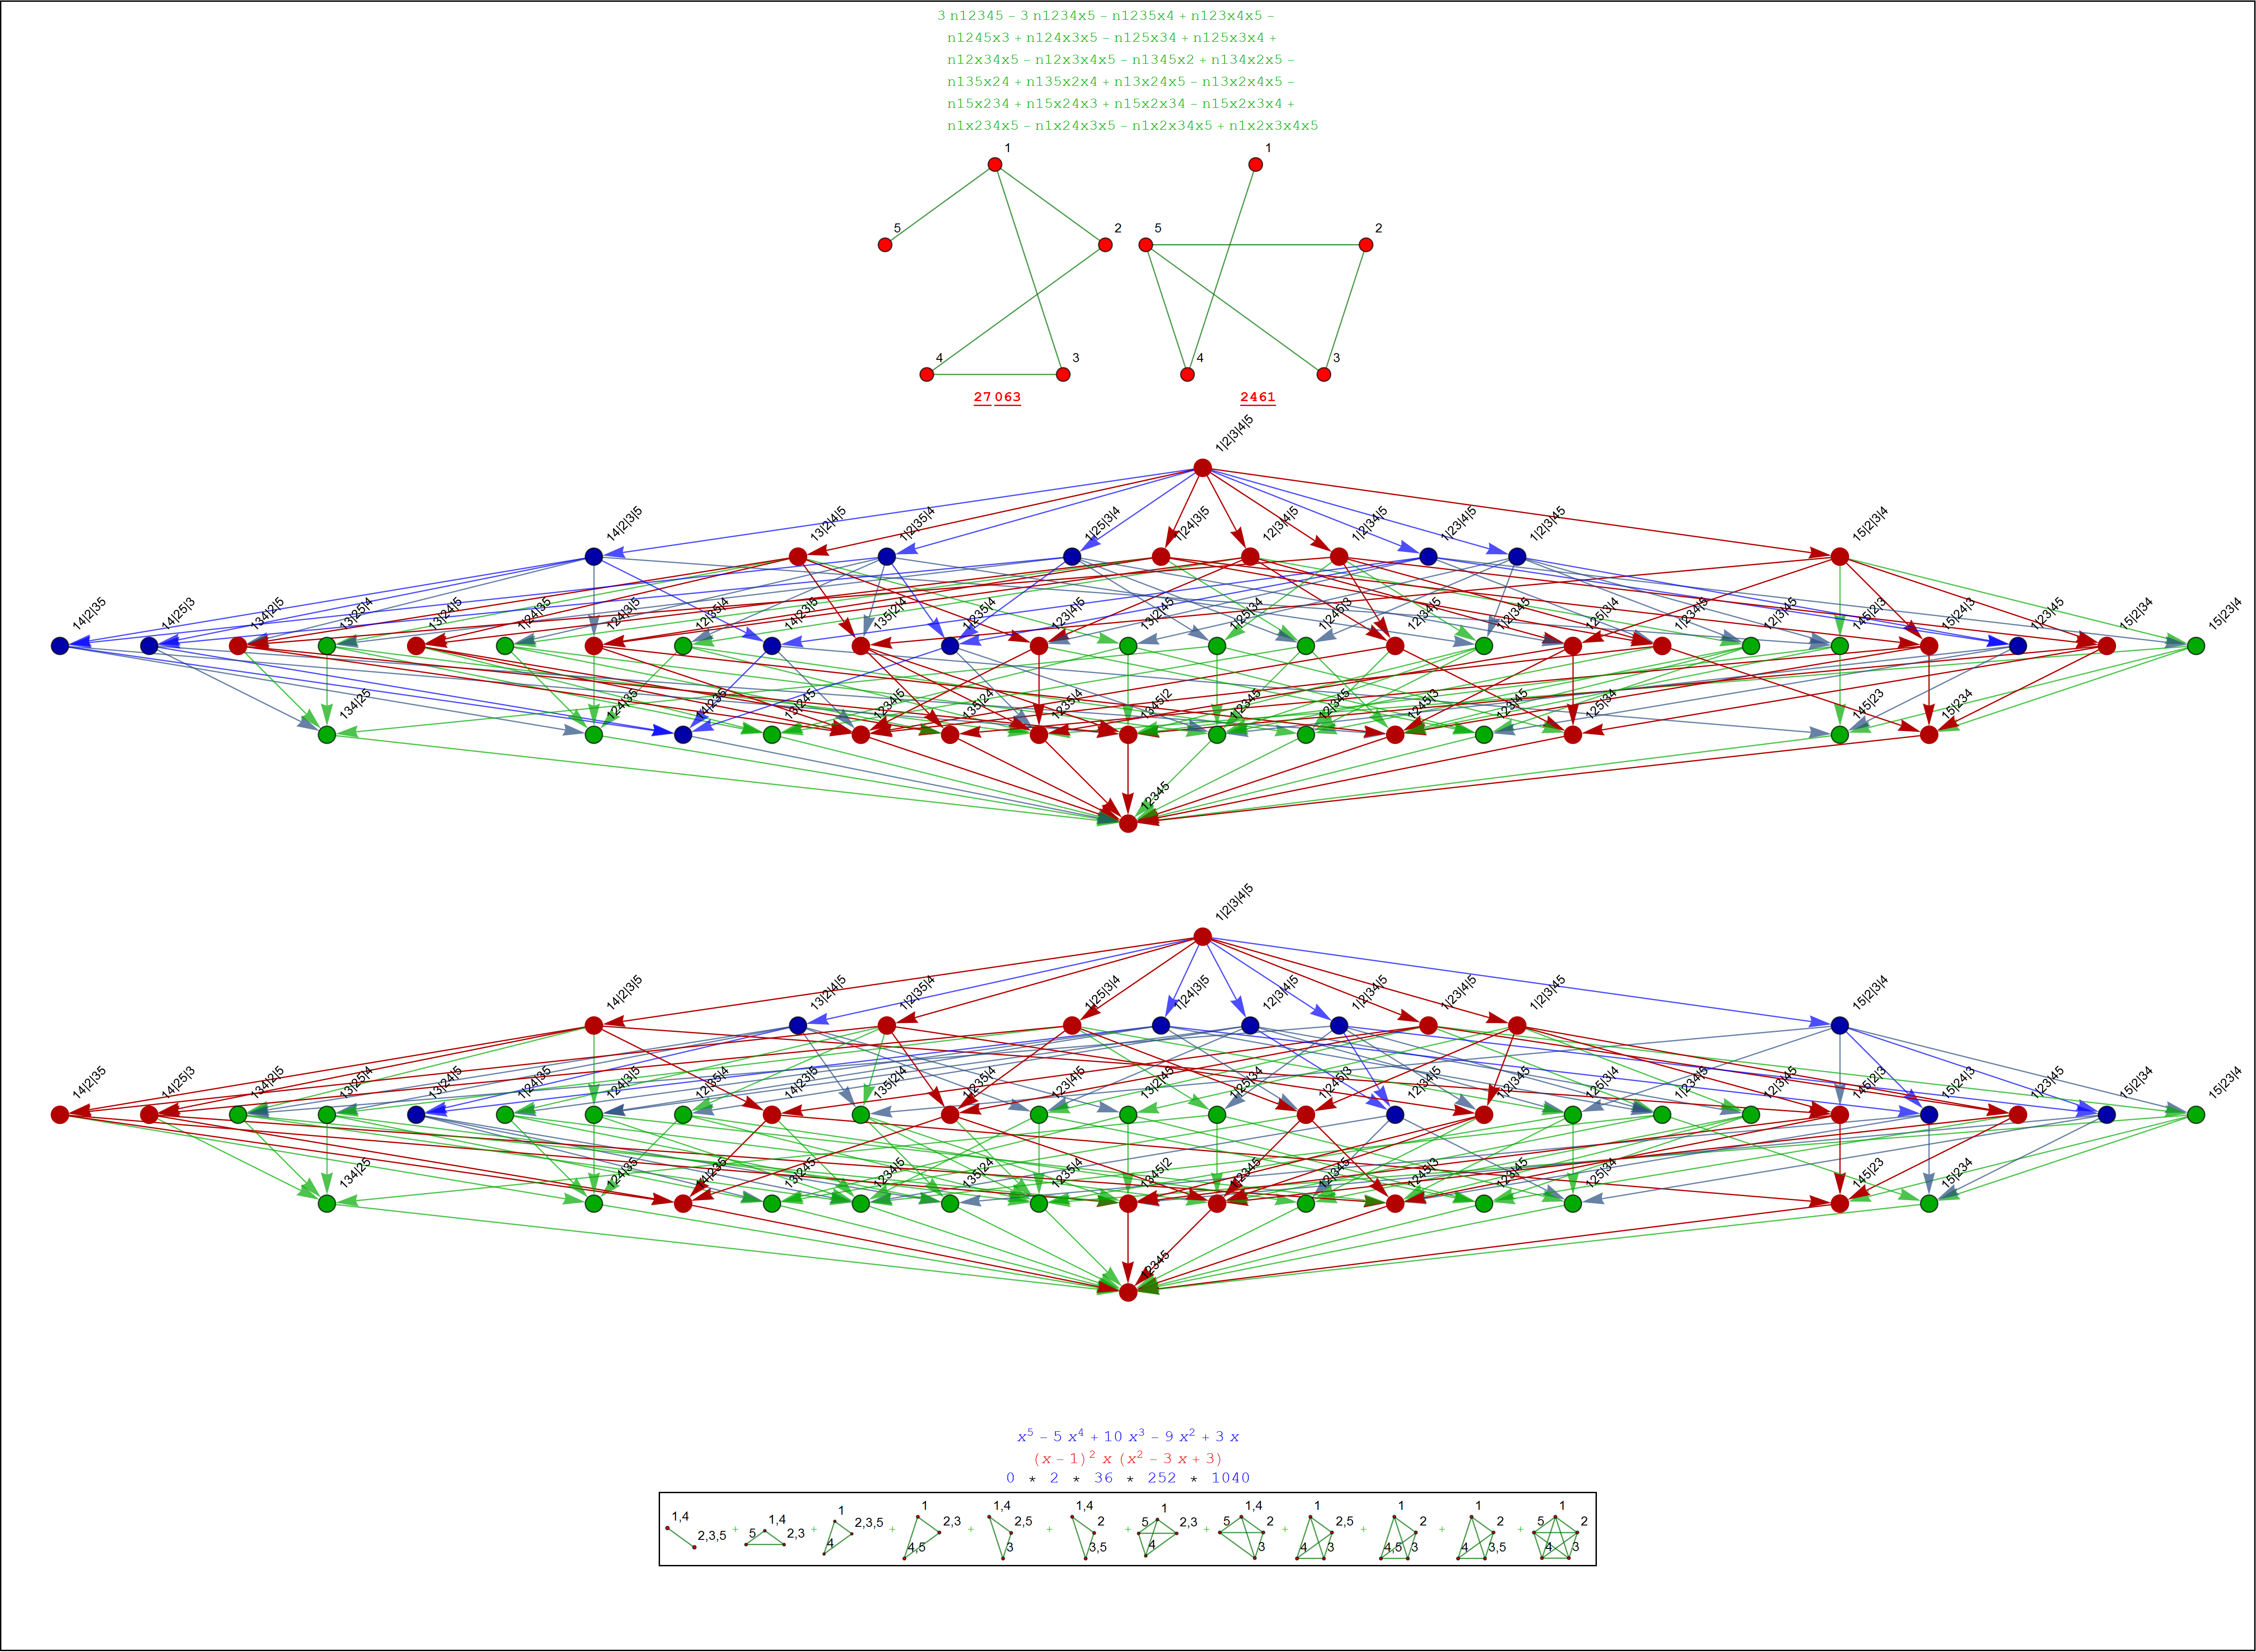 3 n12345 – 3 n1234x5 – n1235x4 + n123x4x5 –
n1245x3 + n124x3x5 – n125x34 + n125x3x4 +
n12x34x5 – n12x3x4x5 – n1345x2 + n134x2x5 –
n135x24 + n135x2x4 + n13x24x5 – n13x2x4x5 –
n15x234 + n15x24x3 + n15x2x34 – n15x2x3x4 +
n1x234x5 – n1x24x3x5 – n1x2x34x5 + n1x2x3x4x5
1 1
5 2 5 2
4 3 4 3
27 063 2461
1|2|3|4|5
14|2|3|5 13|2|4|5 1|2|35|4 1|25|3|4 1|24|3|5 12|3|4|5 1|2|34|5 1|23|4|5 1|2|3|45 15|2|3|4
14|2|35 14|25|3 134|2|5 13|25|4 13|24|5 1|24|35 124|3|5 12|35|4 14|23|5 135|2|4 1|235|4 123|4|5 13|2|45 1|25|34 1|245|3 12|34|5 1|2|345 125|3|4 1|234|5 12|3|45 145|2|3 15|24|3 1|23|45 15|2|34 15|23|4
134|25 124|35 14|235 13|245 1234|5 135|24 1235|4 1345|2 1|2345 12|345 1245|3 123|45 125|34 145|23 15|234
12345
1|2|3|4|5
14|2|3|5 13|2|4|5 1|2|35|4 1|25|3|4 1|24|3|5 12|3|4|5 1|2|34|5 1|23|4|5 1|2|3|45 15|2|3|4
14|2|35 14|25|3 134|2|5 13|25|4 13|24|5 1|24|35 124|3|5 12|35|4 14|23|5 135|2|4 1|235|4 123|4|5 13|2|45 1|25|34 1|245|3 12|34|5 1|2|345 125|3|4 1|234|5 12|3|45 145|2|3 15|24|3 1|23|45 15|2|34 15|23|4
134|25 124|35 14|235 13|245 1234|5 135|24 1235|4 1345|2 1|2345 12|345 1245|3 123|45 125|34 145|23 15|234
12345
x⁵ – 5 x⁴ + 10 x³ – 9 x² + 3 x
(x – 1)² x (x² – 3 x + 3)
0 * 2 * 36 * 252 * 1040
1,4 2,3,5 + 5 1,4 2,3 + 1 2,3,5 4 + 1 2,3 4,5 + 1,4 2,5 3 + 1,4 2 3,5 + 5 1 2,3 4 + 5 1,4 2 3 + 1 2,5 4 3 + 1 2 4,5 3 + 1 2 4 3,5 + 5 1 2 4 3